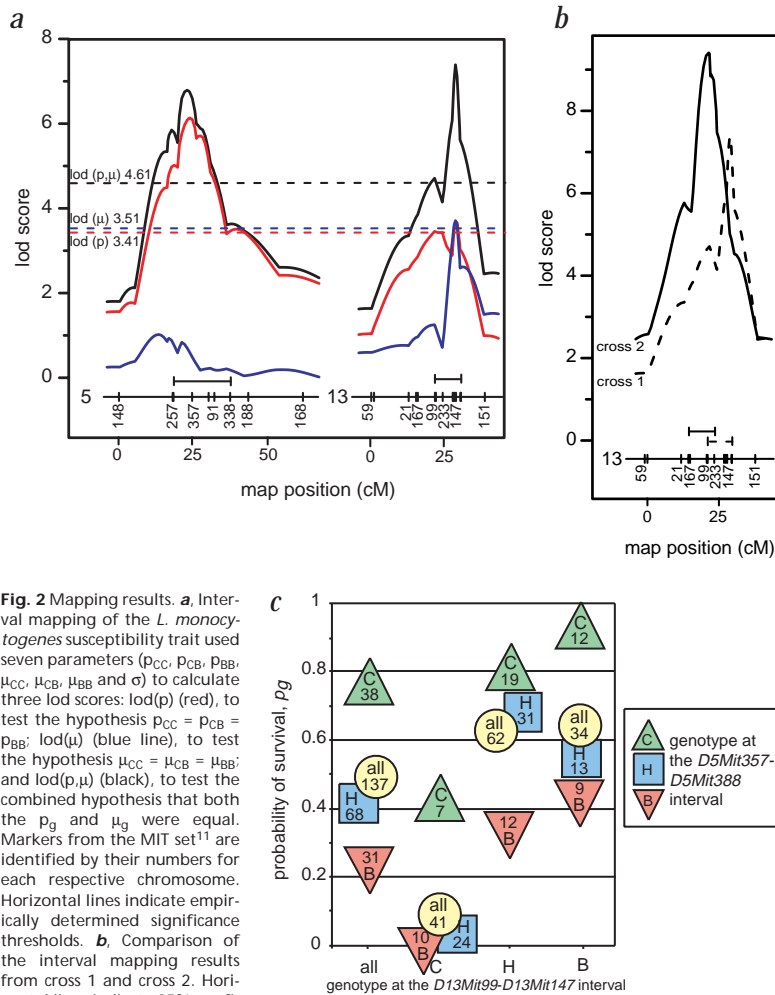 a
8
6
4
2
0
lod score
lod (p,μ) 4.61
lod (μ) 3.51
lod (p) 3.41
5
148
257
357
91
338
188
168
13
59
21
167
99
233
147
151
0
25
50
0
25
map position (cM)
b
8
6
4
2
0
lod score
cross 2
cross 1
13
59
21
167
99
233
147
151
0
25
map position (cM)
Fig. 2 Mapping results. a, Inter-
val mapping of the L. monocy-
togenes susceptibility trait used
seven parameters (pCC, pCB, pBB,
μCC, μCB, μBB and σ) to calculate
three lod scores: lod(p) (red), to
test the hypothesis pCC = pCB =
pBB; lod(μ) (blue line), to test
the hypothesis μCC = μCB = μBB;
and lod(p,μ) (black), to test the
combined hypothesis that both
the pg and μg were equal.
Markers from the MIT set11 are
identified by their numbers for
each respective chromosome.
Horizontal lines indicate empir-
ically determined significance
thresholds. b, Comparison of
the interval mapping results
from cross 1 and cross 2. Hori-
c
1
0.8
0.6
0.4
0.2
0
probability of survival, pg
C
38
all
137
H
68
31
B
C
7
all
41
H
24
10
B
C
19
H
31
all
62
12
B
C
12
all
34
H
13
9
B
all
C
H
B
genotype at the D13Mit99-D13Mit147 interval
C
H
B
genotype at
the D5Mit357-
D5Mit388
interval